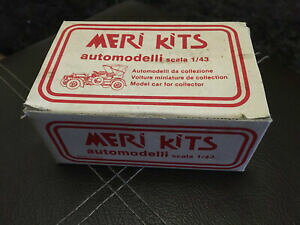 MERi KiTS
automodelli scala 1/43
Automodelli da collezione
Voiture miniature de collection
Model car for collector
MERi KiTS
automodelli scala 1/43